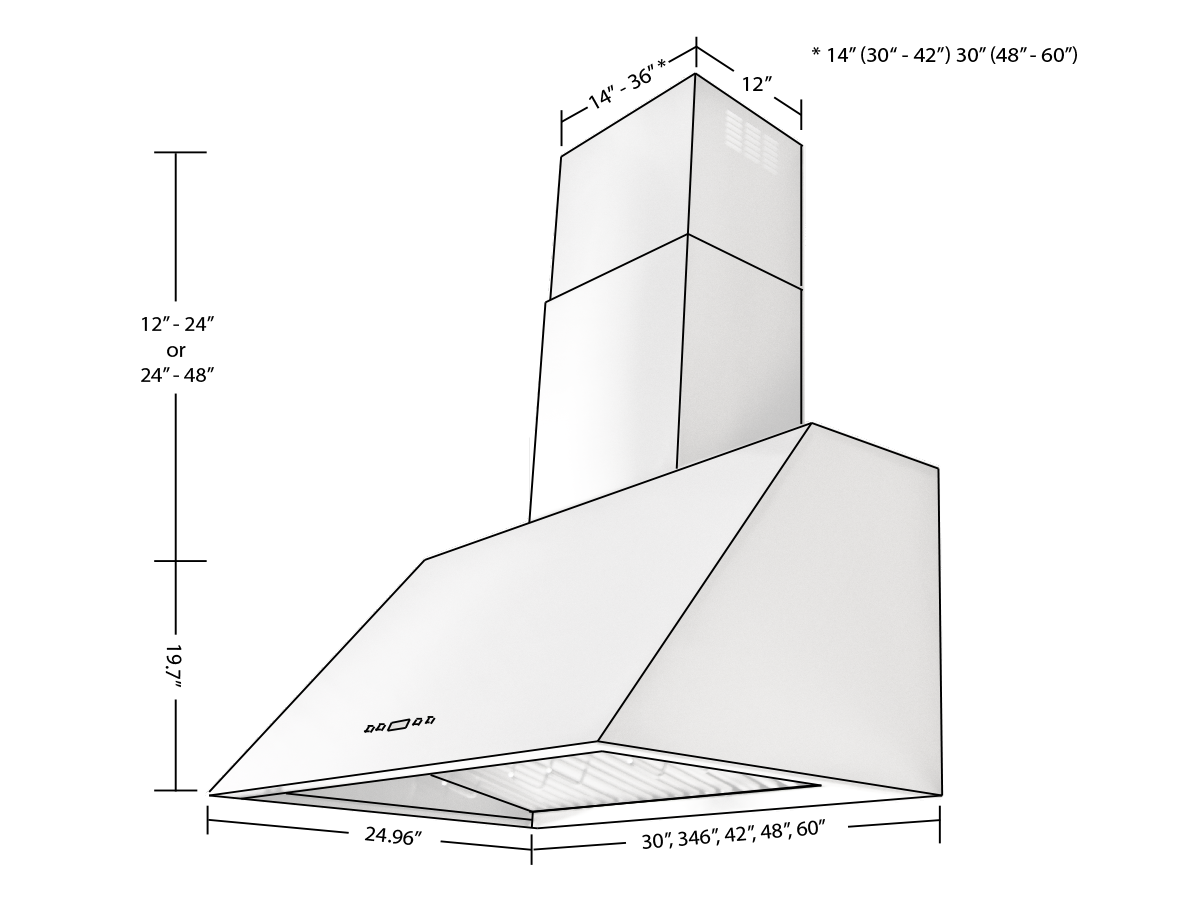 * 14” (30“ - 42”) 30” (48” - 60”)
14” - 36” *
12”
12” - 24”
or
24” - 48”
19.7”
24.96”
30”, 346”, 42”, 48”, 60”